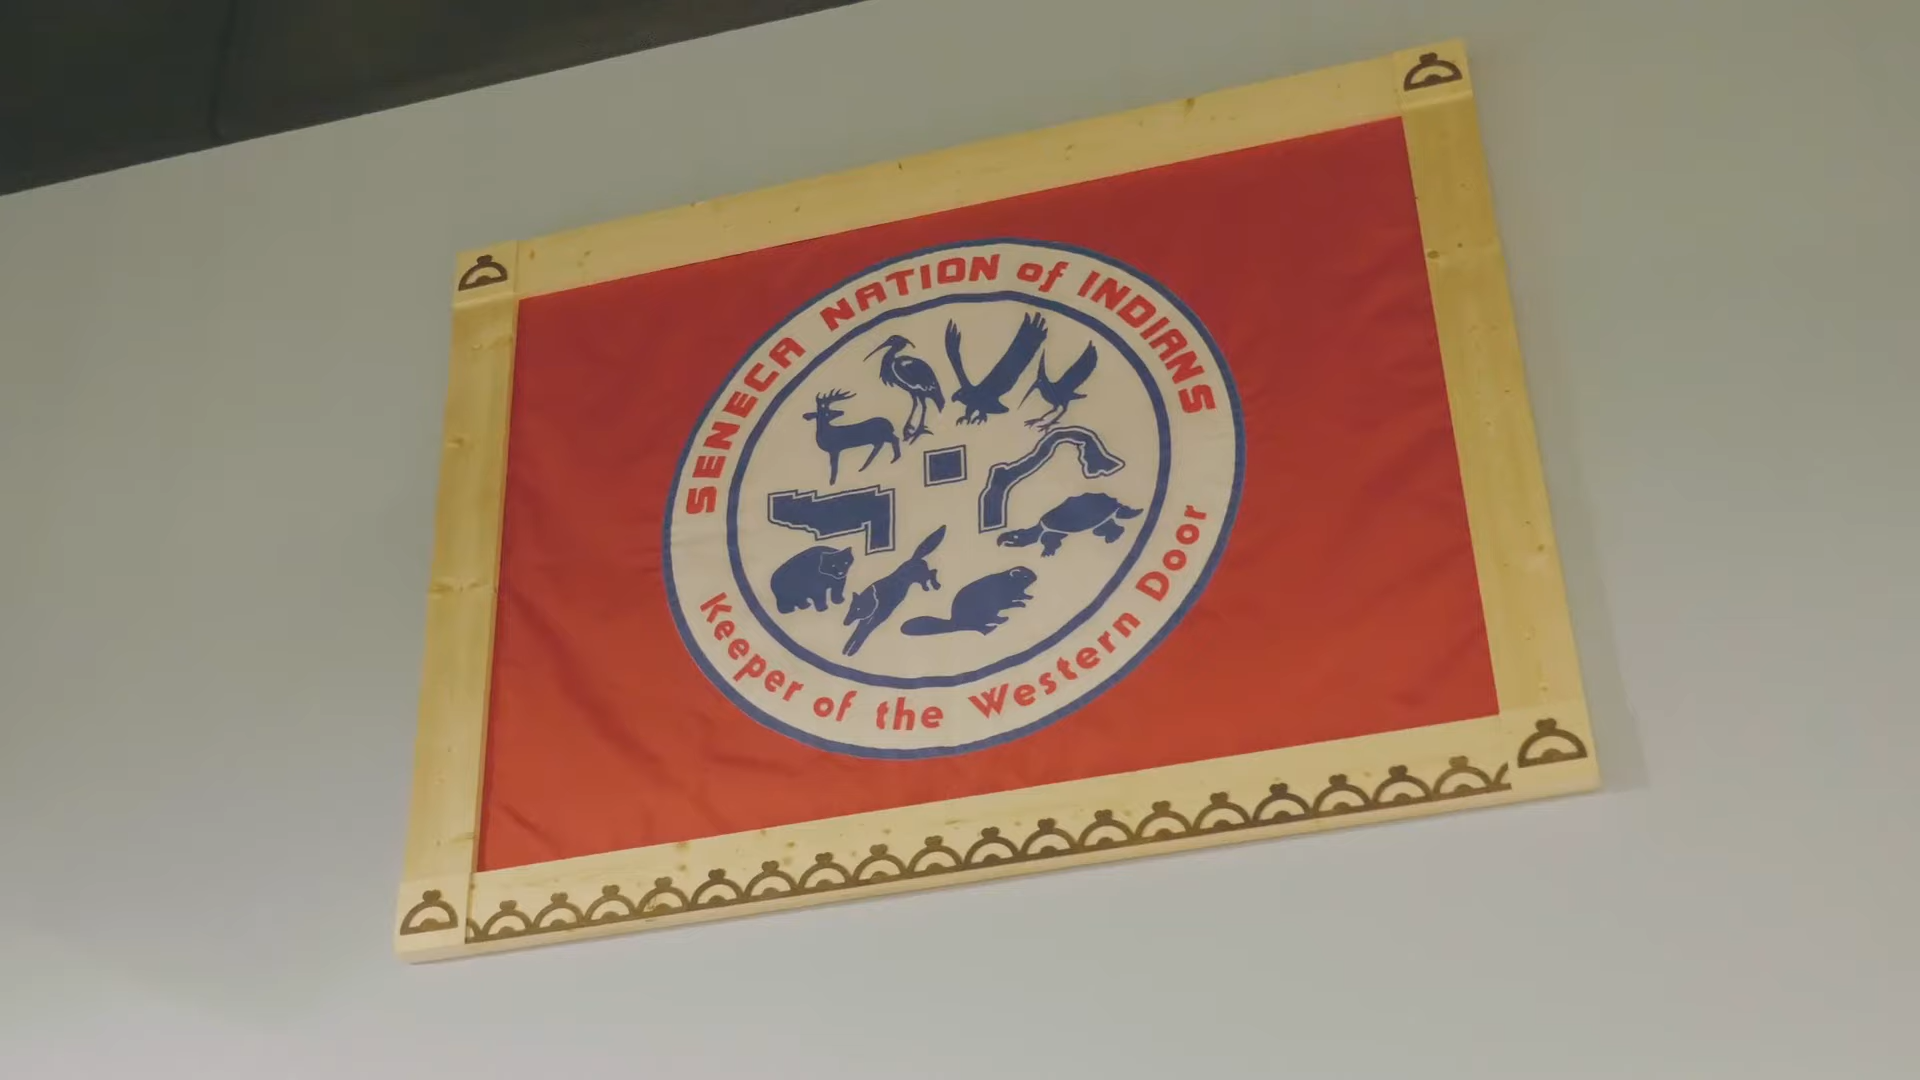 SENECA NATION of INDIANS
Keeper of the Western Door